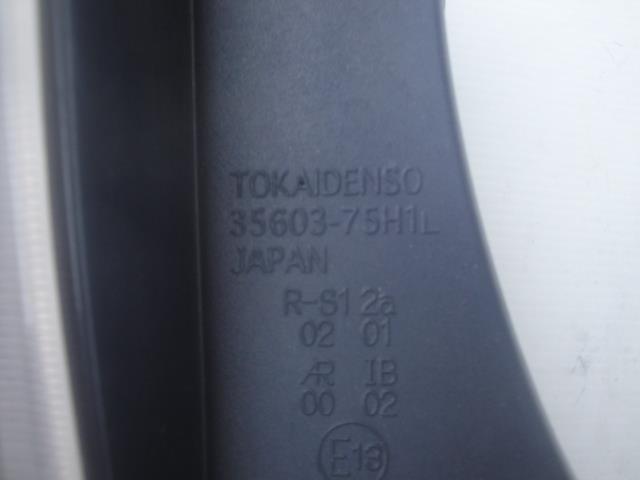 TOKAIDENSO
35603-75H1L
JAPAN
R-S1 2a
02 01
AR IB
00 02
E13